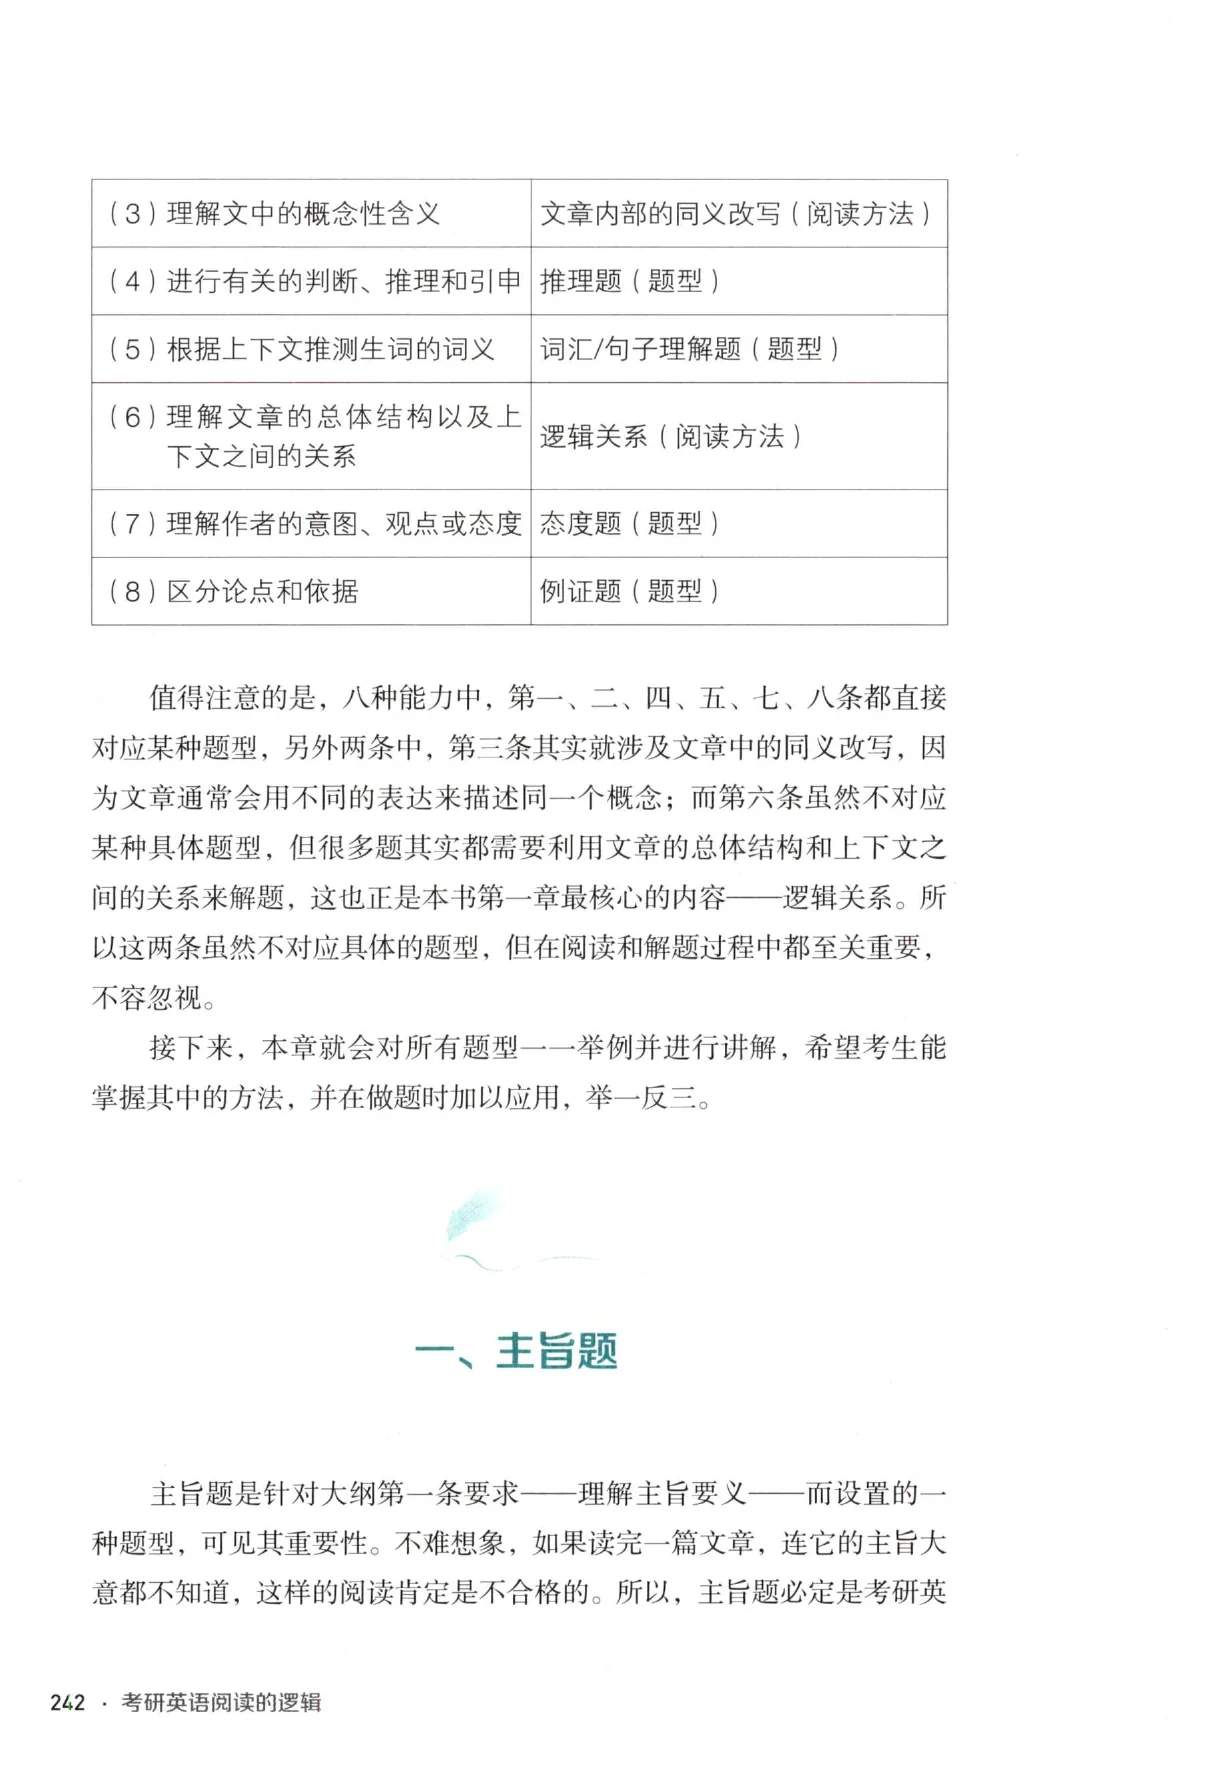 （3）理解文中的概念性含义
文章内部的同义改写（阅读方法）
（4）进行有关的判断、推理和引申
推理题（题型）
（5）根据上下文推测生词的词义
词汇/句子理解题（题型）
（6）理解文章的总体结构以及上
下文之间的关系
逻辑关系（阅读方法）
（7）理解作者的意图、观点或态度
态度题（题型）
（8）区分论点和依据
例证题（题型）
值得注意的是，八种能力中，第一、二、四、五、七、八条都直接
对应某种题型，另外两条中，第三条其实就涉及文章中的同义改写，因
为文章通常会用不同的表达来描述同一个概念；而第六条虽然不对应
某种具体题型，但很多题其实都需要利用文章的总体结构和上下文之
间的关系来解题，这也正是本书第一章最核心的内容——逻辑关系。所
以这两条虽然不对应具体的题型，但在阅读和解题过程中都至关重要，
不容忽视。
接下来，本章就会对所有题型一一举例并进行讲解，希望考生能
掌握其中的方法，并在做题时加以应用，举一反三。
一、主旨题
主旨题是针对大纲第一条要求——理解主旨要义——而设置的一
种题型，可见其重要性。不难想象，如果读完一篇文章，连它的主旨大
意都不知道，这样的阅读肯定是不合格的。所以，主旨题必定是考研英
242 · 考研英语阅读的逻辑